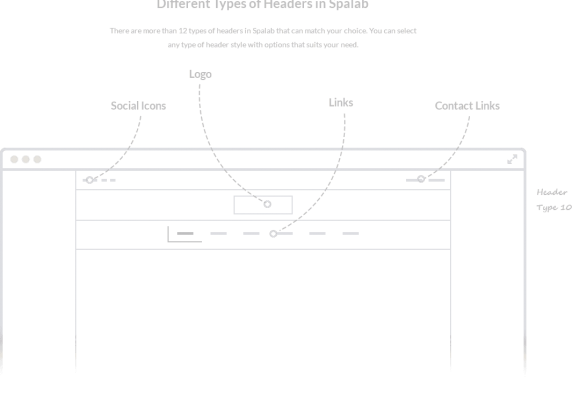 Different Types of Headers in Spalab
There are more than 12 types of headers in Spalab that can match your choice. You can select
any type of header style with options that suits your need.
Logo
Social Icons
Links
Contact Links
Header
Type 10